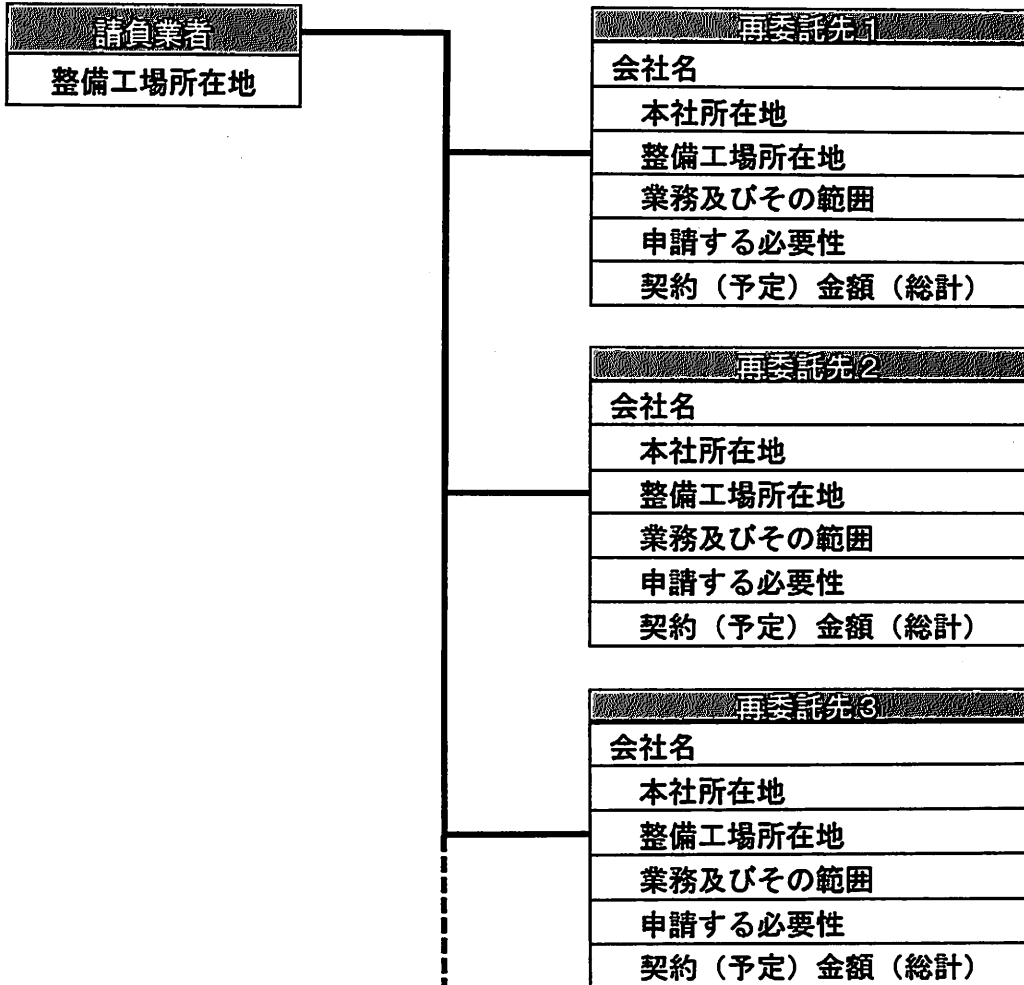 請負業者
整備工場所在地
再委託先1
会社名
本社所在地
整備工場所在地
業務及びその範囲
申請する必要性
契約（予定）金額（総計）
再委託先2
会社名
本社所在地
整備工場所在地
業務及びその範囲
申請する必要性
契約（予定）金額（総計）
再委託先3
会社名
本社所在地
整備工場所在地
業務及びその範囲
申請する必要性
契約（予定）金額（総計）